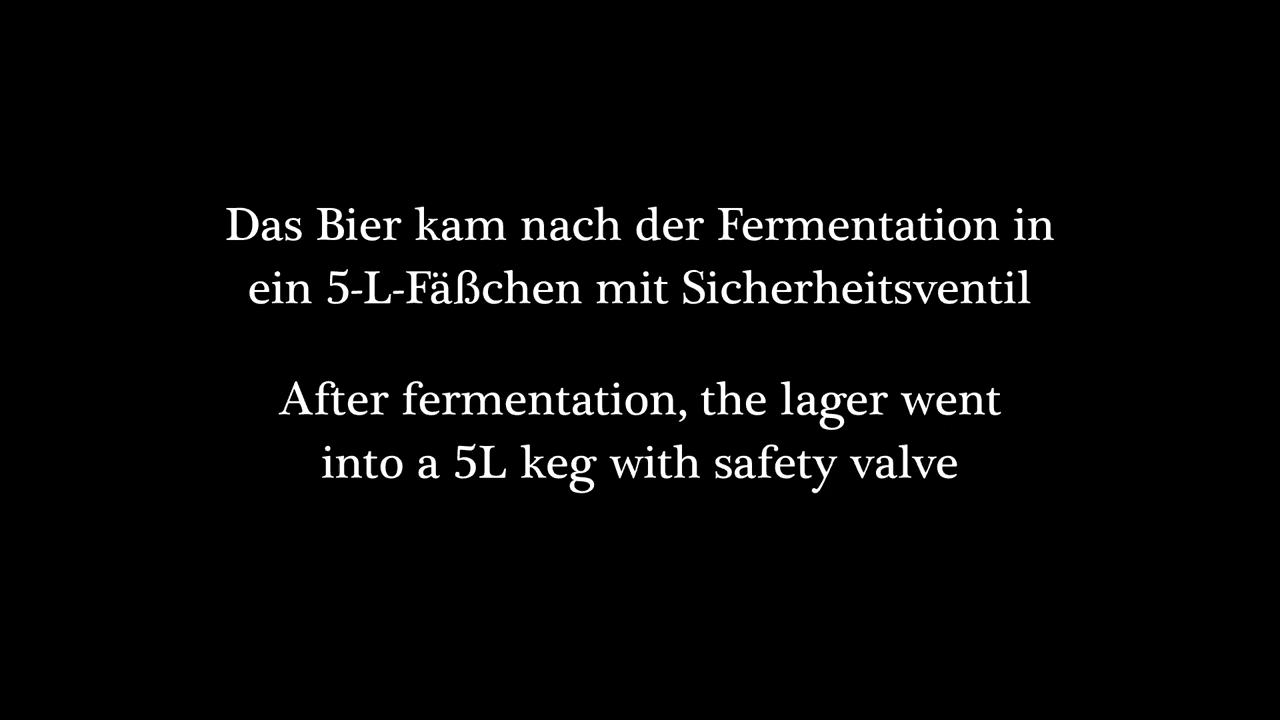 Das Bier kam nach der Fermentation in
ein 5-L-Fäßchen mit Sicherheitsventil
After fermentation, the lager went
into a 5L keg with safety valve